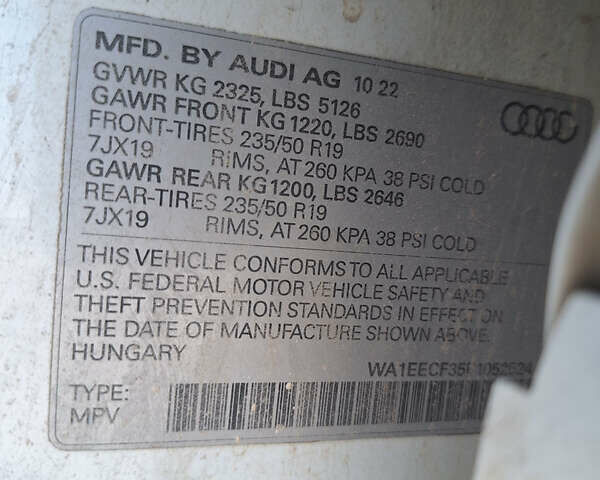 MFD. BY AUDI AG 10 22
GVWR KG 2325, LBS 5126
GAWR FRONT KG 1220, LBS 2690
FRONT-TIRES 235/50 R19
7JX19 RIMS, AT 260 KPA 38 PSI COLD
GAWR REAR KG1200, LBS 2646
REAR-TIRES 235/50 R19
7JX19 RIMS, AT 260 KPA 38 PSI COLD
THIS VEHICLE CONFORMS TO ALL APPLICABLE
U.S. FEDERAL MOTOR VEHICLE SAFETY AND
THEFT PREVENTION STANDARDS IN EFFECT ON
THE DATE OF MANUFACTURE SHOWN ABOVE.
HUNGARY
TYPE:
MPV